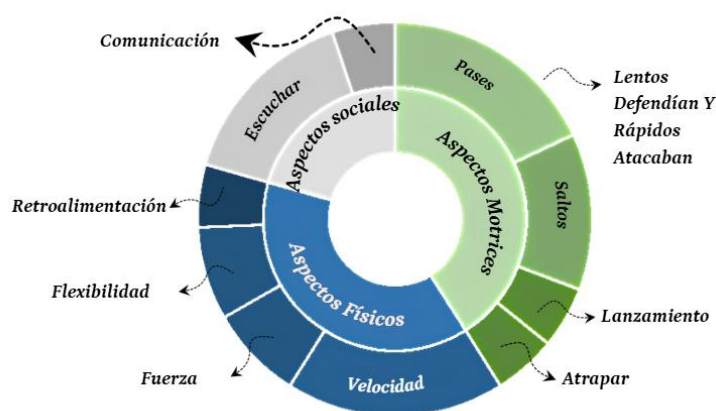 Comunicación
Escuchar
Aspectos sociales
Pases
Lentos
Defendían Y
Rápidos
Atacaban
Aspectos Motrices
Saltos
Retroalimentación
Aspectos Físicos
Flexibilidad
Lanzamiento
Fuerza
Velocidad
Atrapar